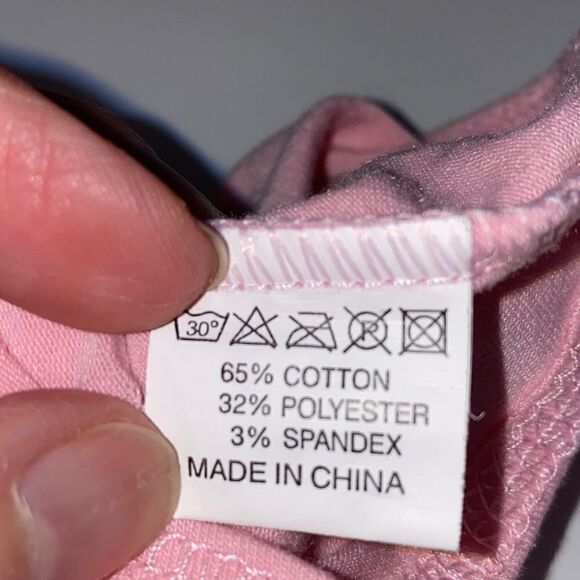 30° P
65% COTTON
32% POLYESTER
3% SPANDEX
MADE IN CHINA